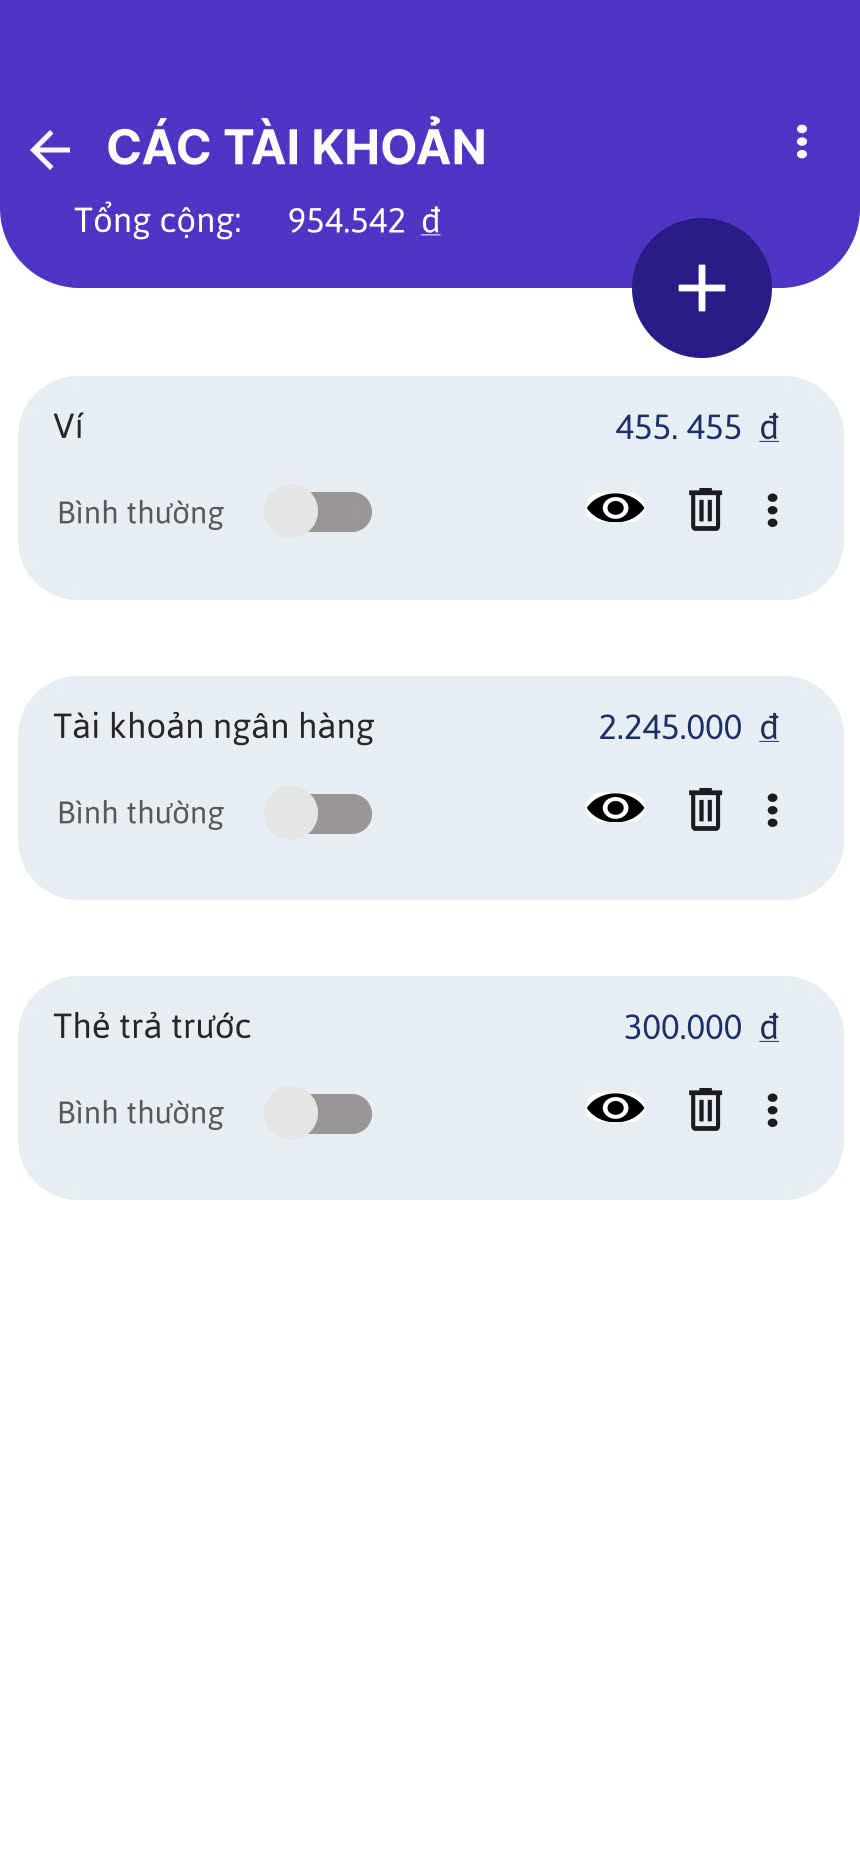 CÁC TÀI KHOẢN
Tổng cộng: 954.542 đ
Ví 455. 455 đ
Bình thường
Tài khoản ngân hàng 2.245.000 đ
Bình thường
Thẻ trả trước 300.000 đ
Bình thường